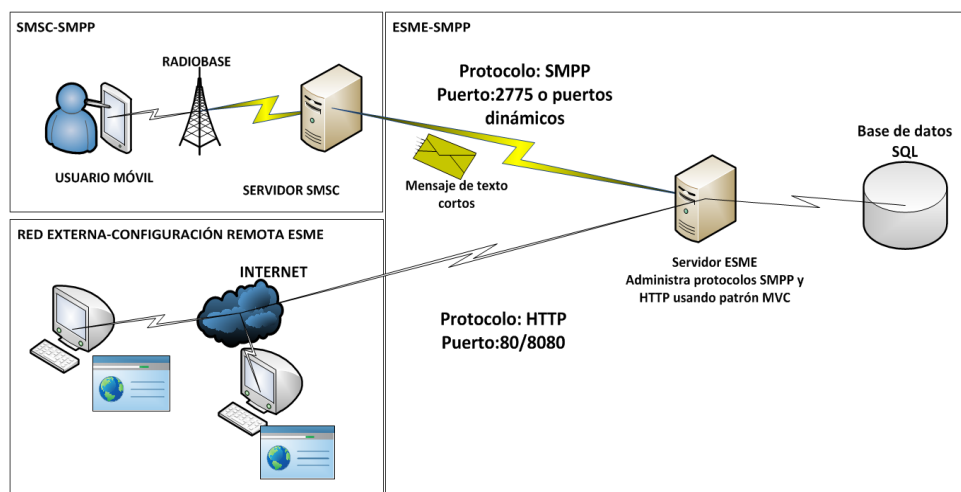 SMSC-SMPP
RADIOBASE
USUARIO MÓVIL
SERVIDOR SMSC
ESME-SMPP
Protocolo: SMPP
Puerto:2775 o puertos
dinámicos
Mensaje de texto
cortos
Base de datos
SQL
Servidor ESME
Administra protocolos SMPP y
HTTP usando patrón MVC
RED EXTERNA-CONFIGURACIÓN REMOTA ESME
INTERNET
Protocolo: HTTP
Puerto:80/8080